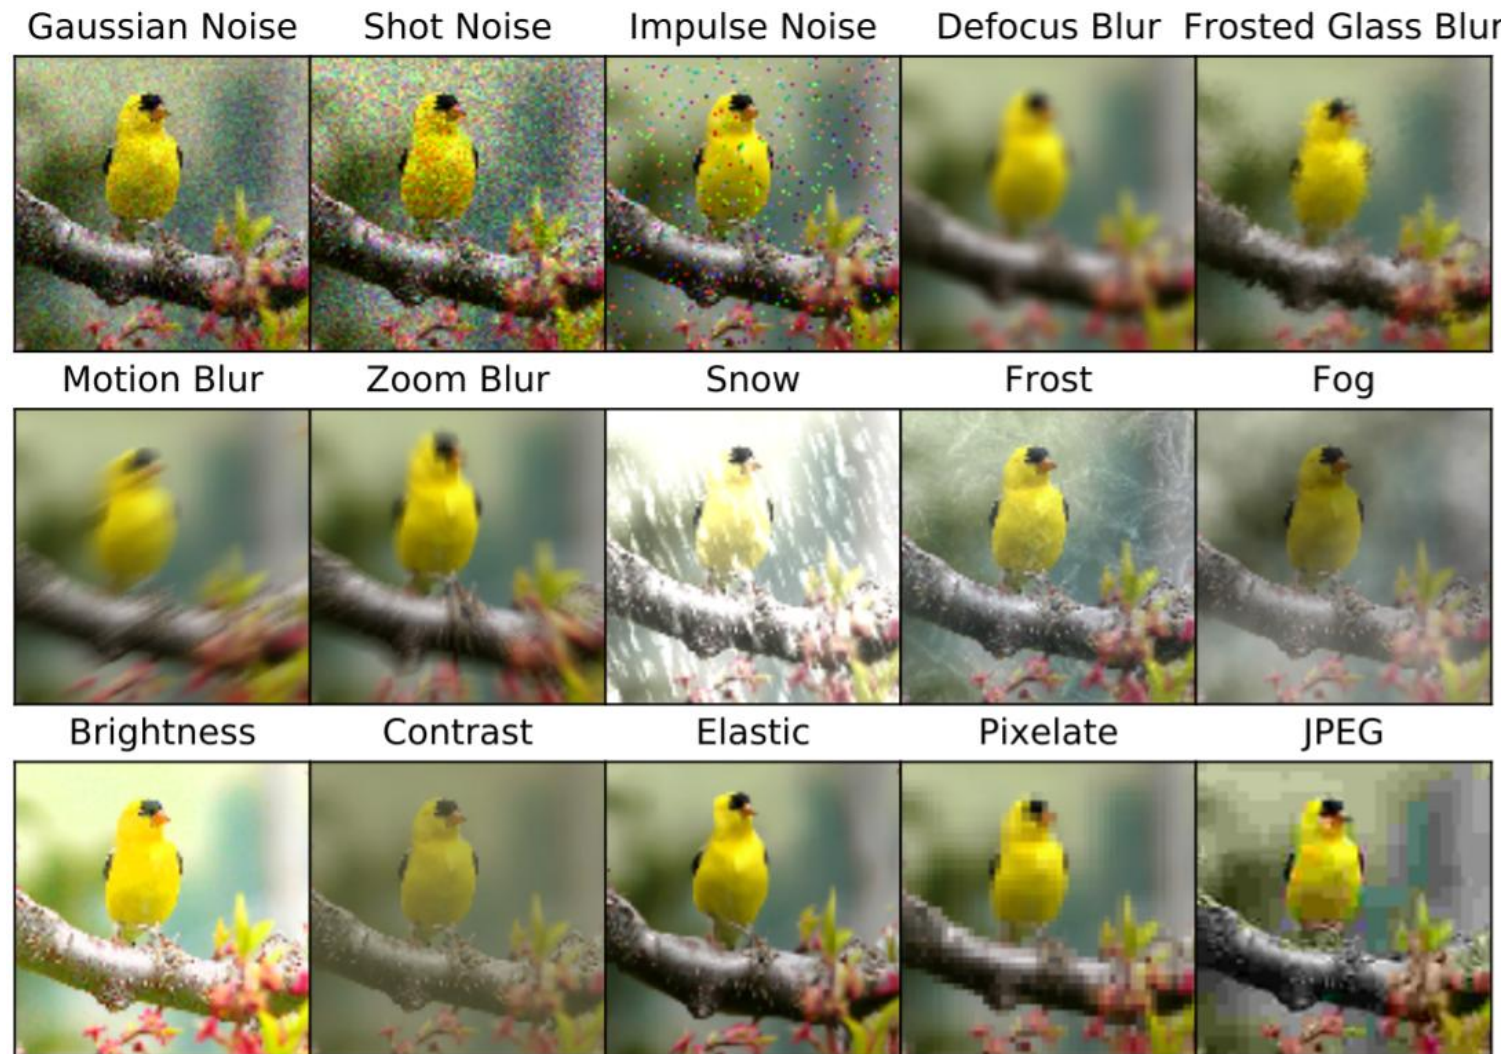 Gaussian Noise Shot Noise Impulse Noise Defocus Blur Frosted Glass Blur
Motion Blur Zoom Blur Snow Frost Fog
Brightness Contrast Elastic Pixelate JPEG